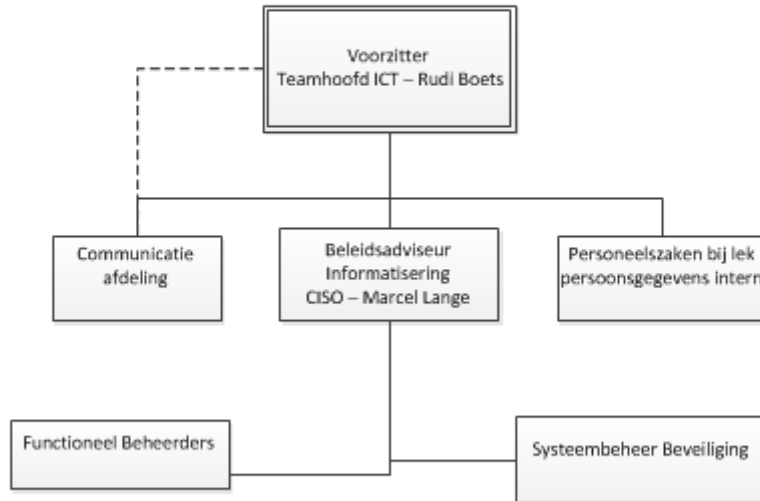 Voorzitter
Teamhoofd ICT – Rudi Boets
Communicatie
afdeling
Beleidsadviseur
Informatisering
CISO – Marcel Lange
Personeelszaken bij lek
persoonsgegevens intern
Functioneel Beheerders
Systeembeheer Beveiliging